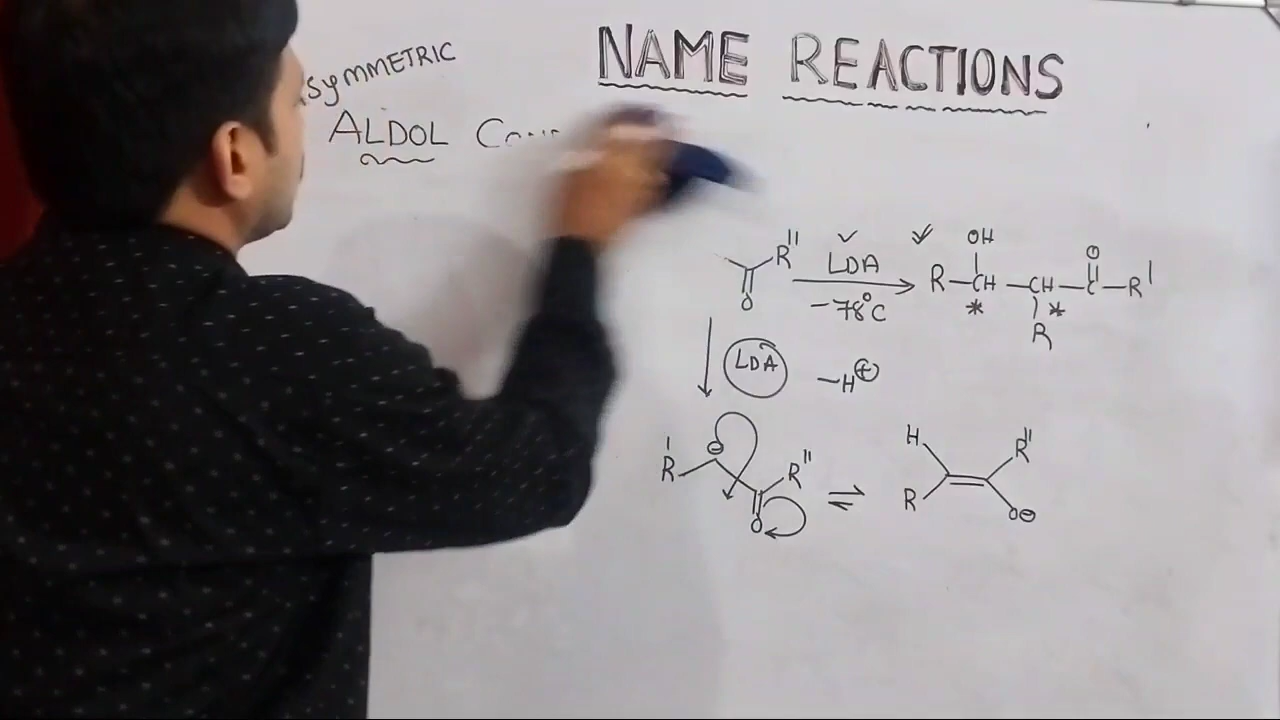 NAME REACTIONS
SYMMETRIC
ALDOL
R" LDA OH O
O -78°C R-CH-CH-C-R'
* *
R
LDA -H⊕
R' ⊖ R" ⇌ H R"
O R O⊖